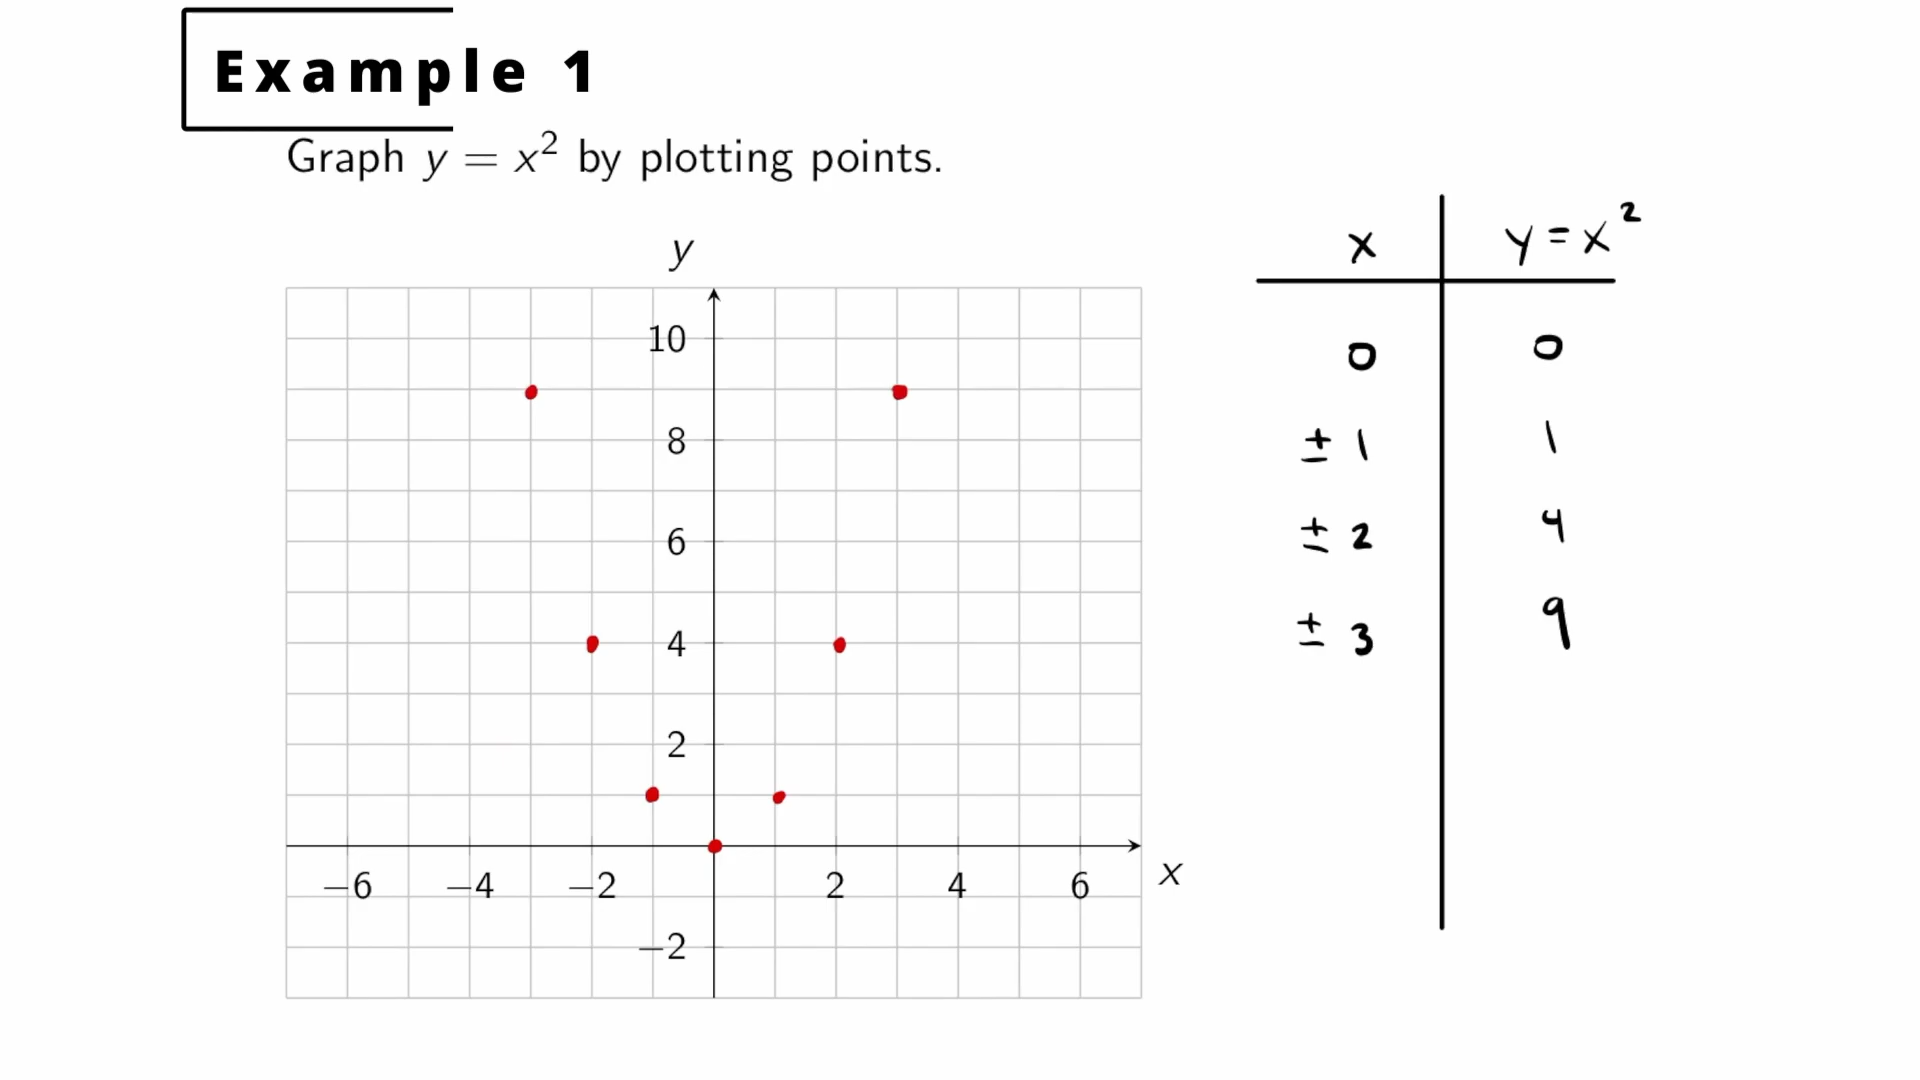 Example 1
Graph y = x² by plotting points.
y
10
8
6
4
2
−6 −4 −2 2 4 6
x
−2
x y = x²
0 0
± 1 1
± 2 4
± 3 9